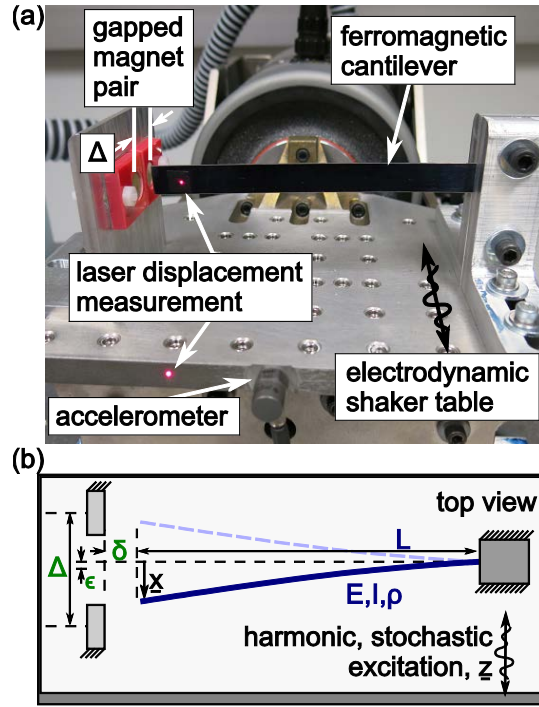 (a)
gapped
magnet
pair
ferromagnetic
cantilever
Δ
laser displacement
measurement
accelerometer
electrodynamic
shaker table
(b)
top view
δ
L
Δ
ϵ
x
E,I,ρ
harmonic, stochastic
excitation, z